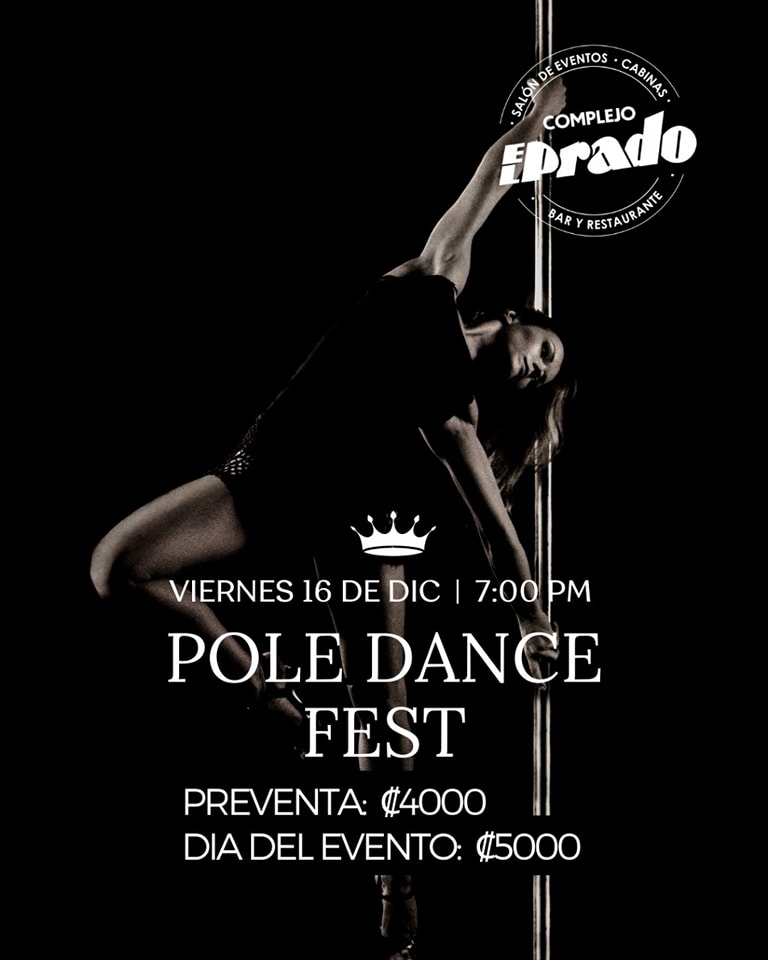 SALÓN DE EVENTOS · CABINAS
COMPLEJO
EL Prado
BAR Y RESTAURANTE
VIERNES 16 DE DIC | 7:00 PM
POLE DANCE
FEST
PREVENTA: ₡4000
DIA DEL EVENTO: ₡5000